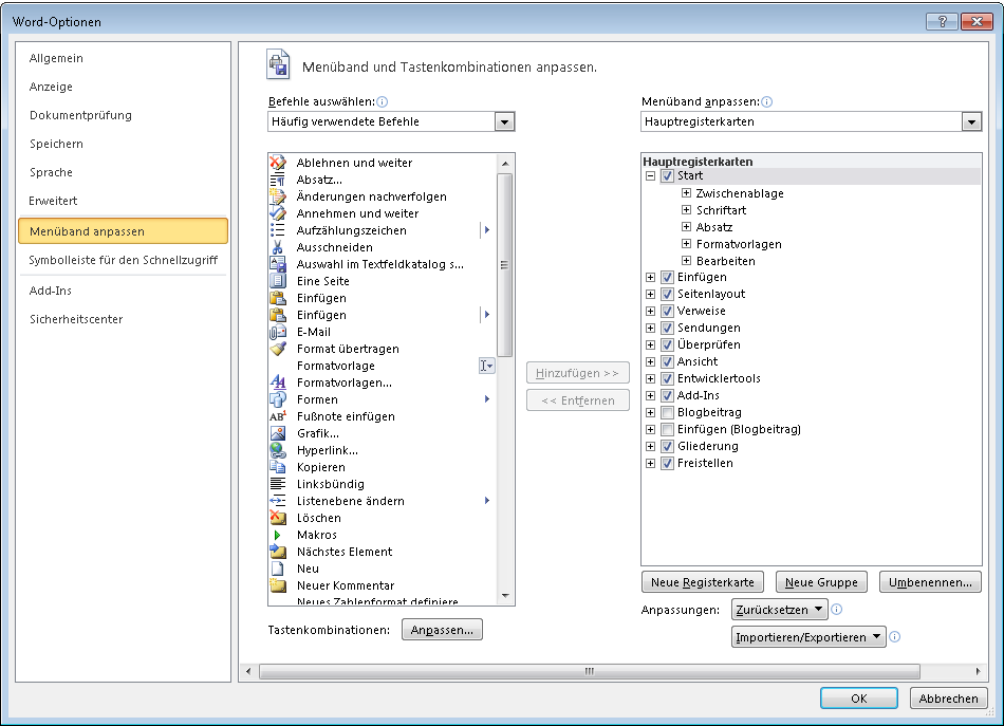 Word-Optionen
Allgemein
Anzeige
Dokumentprüfung
Speichern
Sprache
Erweitert
Menüband anpassen
Symbolleiste für den Schnellzugriff
Add-Ins
Sicherheitscenter
Menüband und Tastenkombinationen anpassen.
Befehle auswählen:
Häufig verwendete Befehle
Ablehnen und weiter
Absatz...
Änderungen nachverfolgen
Annehmen und weiter
Aufzählungszeichen
Ausschneiden
Auswahl im Textfeldkatalog s...
Eine Seite
Einfügen
Einfügen
E-Mail
Format übertragen
Formatvorlage
Formatvorlagen...
Formen
Fußnote einfügen
Grafik...
Hyperlink...
Kopieren
Linksbündig
Listenebene ändern
Löschen
Makros
Nächstes Element
Neu
Neuer Kommentar
Neues Zahlenformat definiere
Tastenkombinationen: Anpassen...
Hinzufügen >>
<< Entfernen
Menüband anpassen:
Hauptregisterkarten
Hauptregisterkarten
Start
Zwischenablage
Schriftart
Absatz
Formatvorlagen
Bearbeiten
Einfügen
Seitenlayout
Verweise
Sendungen
Überprüfen
Ansicht
Entwicklertools
Add-Ins
Blogbeitrag
Einfügen (Blogbeitrag)
Gliederung
Freistellen
Neue Registerkarte Neue Gruppe Umbenennen...
Anpassungen: Zurücksetzen
Importieren/Exportieren
OK Abbrechen